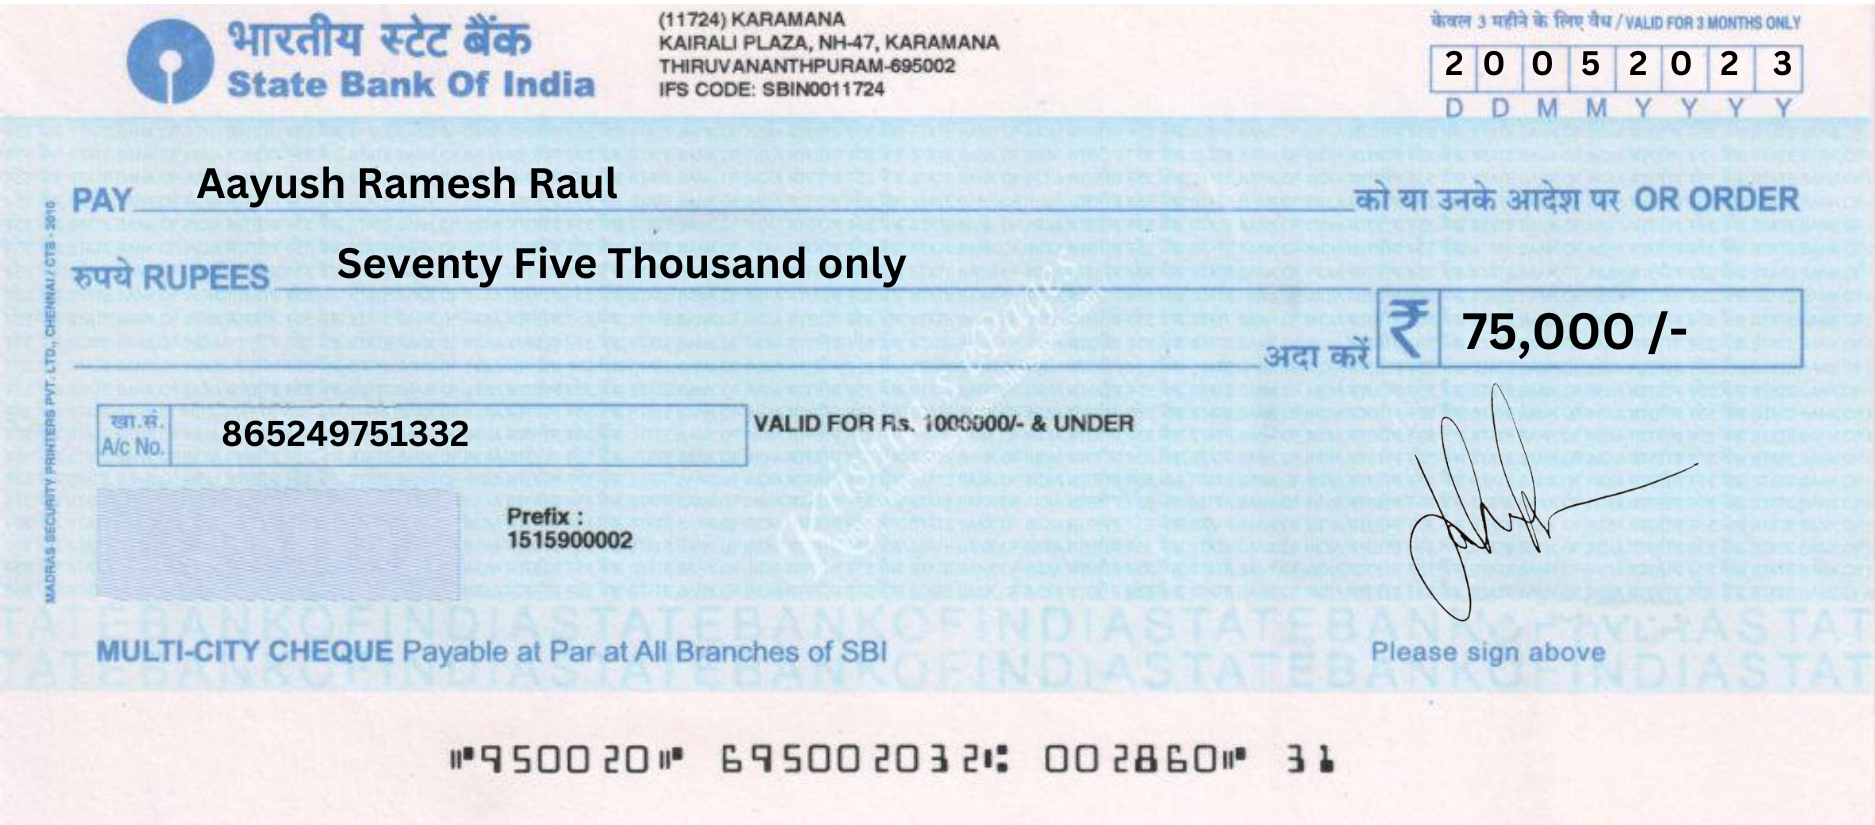 भारतीय स्टेट बैंक
State Bank Of India
(11724) KARAMANA
KAIRALI PLAZA, NH-47, KARAMANA
THIRUVANANTHPURAM-695002
IFS CODE: SBIN0011724
केवल 3 महीने के लिए वैध / VALID FOR 3 MONTHS ONLY
2 0 0 5 2 0 2 3
D D M M Y Y Y Y
PAY Aayush Ramesh Raul को या उनके आदेश पर OR ORDER
रुपये RUPEES Seventy Five Thousand only
अदा करें ₹ 75,000 /-
खा.सं.
A/c No. 865249751332
VALID FOR Rs. 1000000/- & UNDER
Prefix :
1515900002
MADRAS SECURITY PRINTERS PVT. LTD., CHENNAI / CTS - 2010
TATEBANKOFINDIASTATEBANKOFINDIASTATEBANKOFINDIASTAT
MULTI-CITY CHEQUE Payable at Par at All Branches of SBI
Please sign above
TATEBANKOFINDIASTATEBANKOFINDIASTATEBANKOFINDIASTAT
⑈950020⑈ 695002032⑆ 002860⑈ 31